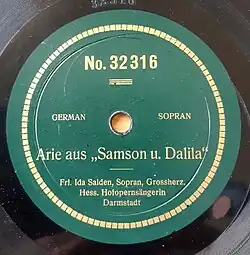 No. 32316
GERMAN SOPRAN
Arie aus „Samson u. Dalila“
Frl. Ida Salden, Sopran, Grossherz.
Hess. Hofopernsängerin
Darmstadt